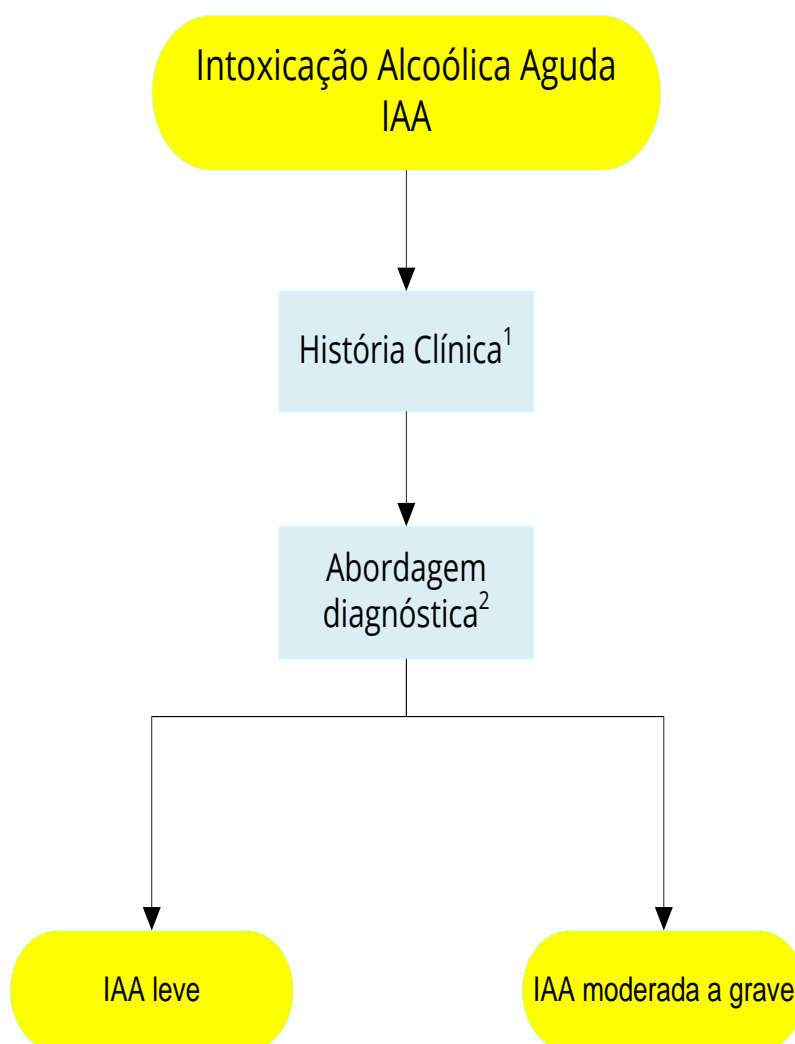 Intoxicação Alcoólica Aguda
IAA
História Clínica¹
Abordagem
diagnóstica²
IAA leve
IAA moderada a grave